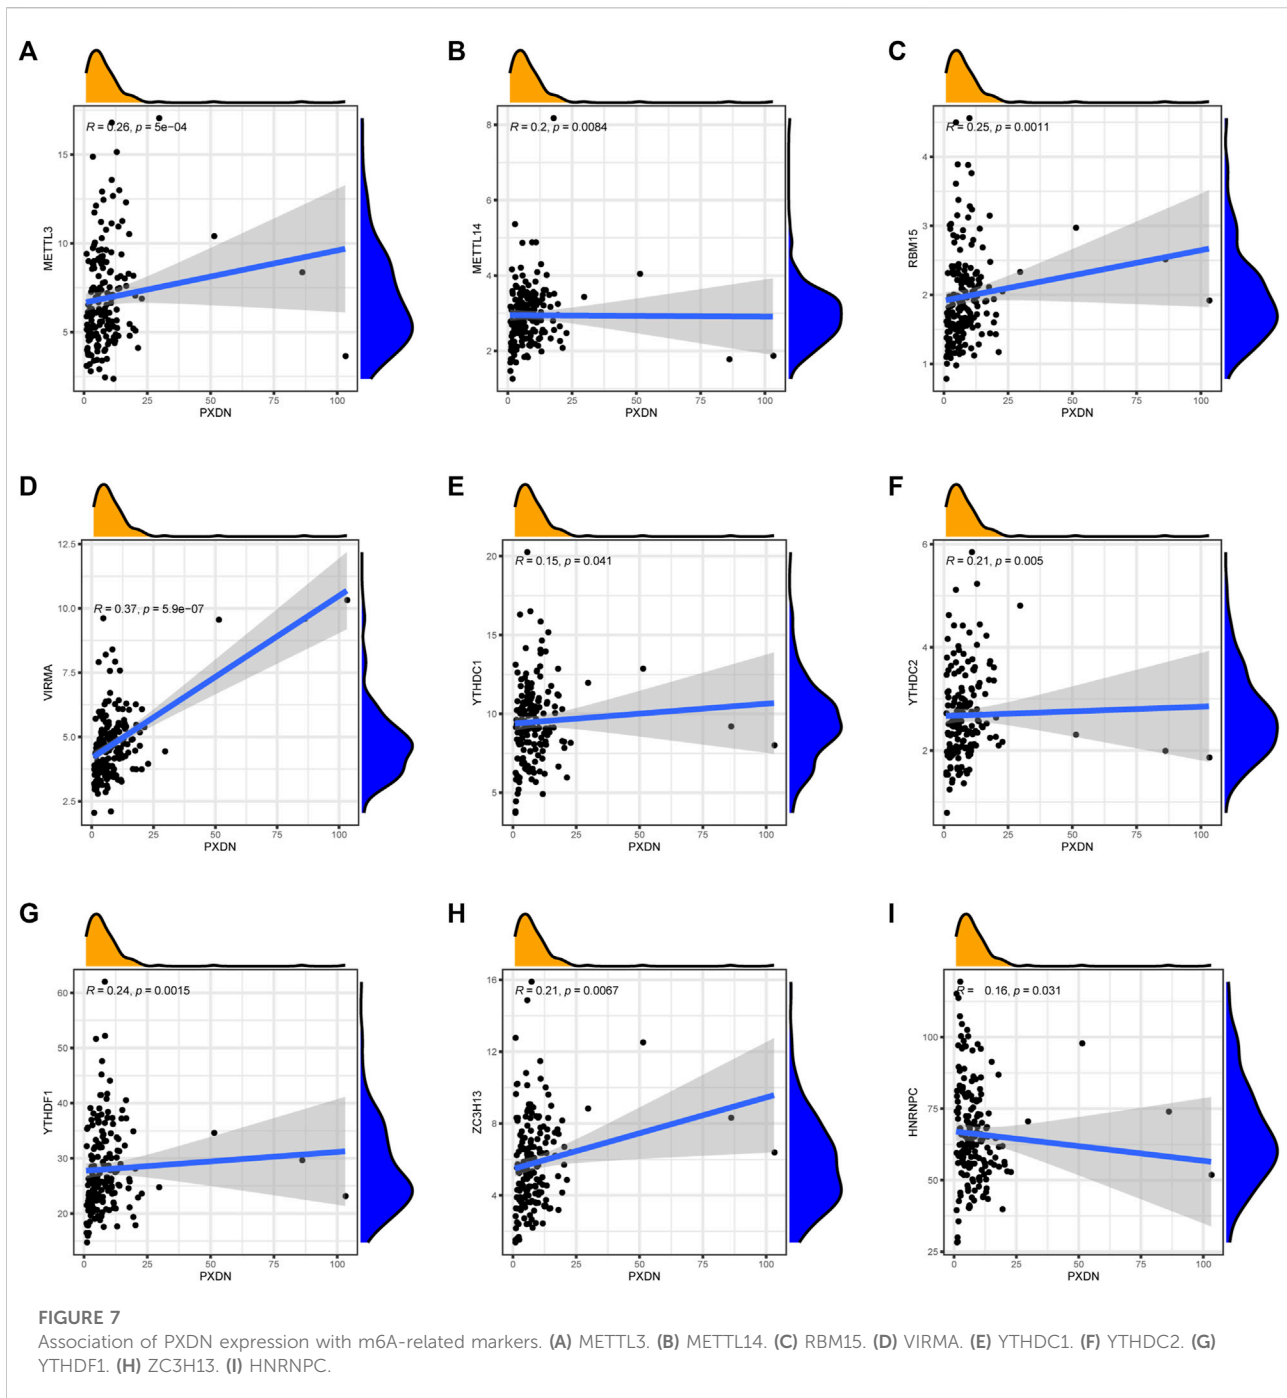 A
B
C
R = 0.26, p = 5e−04
METTL3
15
10
5
0
25
50
75
100
PXDN
R = 0.2, p = 0.0084
METTL14
8
6
4
2
0
25
50
75
100
PXDN
R = 0.25, p = 0.0011
RBM15
4
3
2
1
0
25
50
75
100
PXDN
D
E
F
12.5
R = 0.37, p = 5.9e−07
VIRMA
10.0
7.5
5.0
2.5
0
25
50
75
100
PXDN
R = 0.15, p = 0.041
YTHDC1
20
15
10
5
0
25
50
75
100
PXDN
R = 0.21, p = 0.005
YTHDC2
6
4
2
0
25
50
75
100
PXDN
G
H
I
R = 0.24, p = 0.0015
YTHDF1
60
50
40
30
20
0
25
50
75
100
PXDN
R = 0.21, p = 0.0067
ZC3H13
16
12
8
4
0
25
50
75
100
PXDN
R = 0.16, p = 0.031
HNRNPC
100
75
50
25
0
25
50
75
100
PXDN
FIGURE 7
Association of PXDN expression with m6A-related markers. (A) METTL3. (B) METTL14. (C) RBM15. (D) VIRMA. (E) YTHDC1. (F) YTHDC2. (G)
YTHDF1. (H) ZC3H13. (I) HNRNPC.